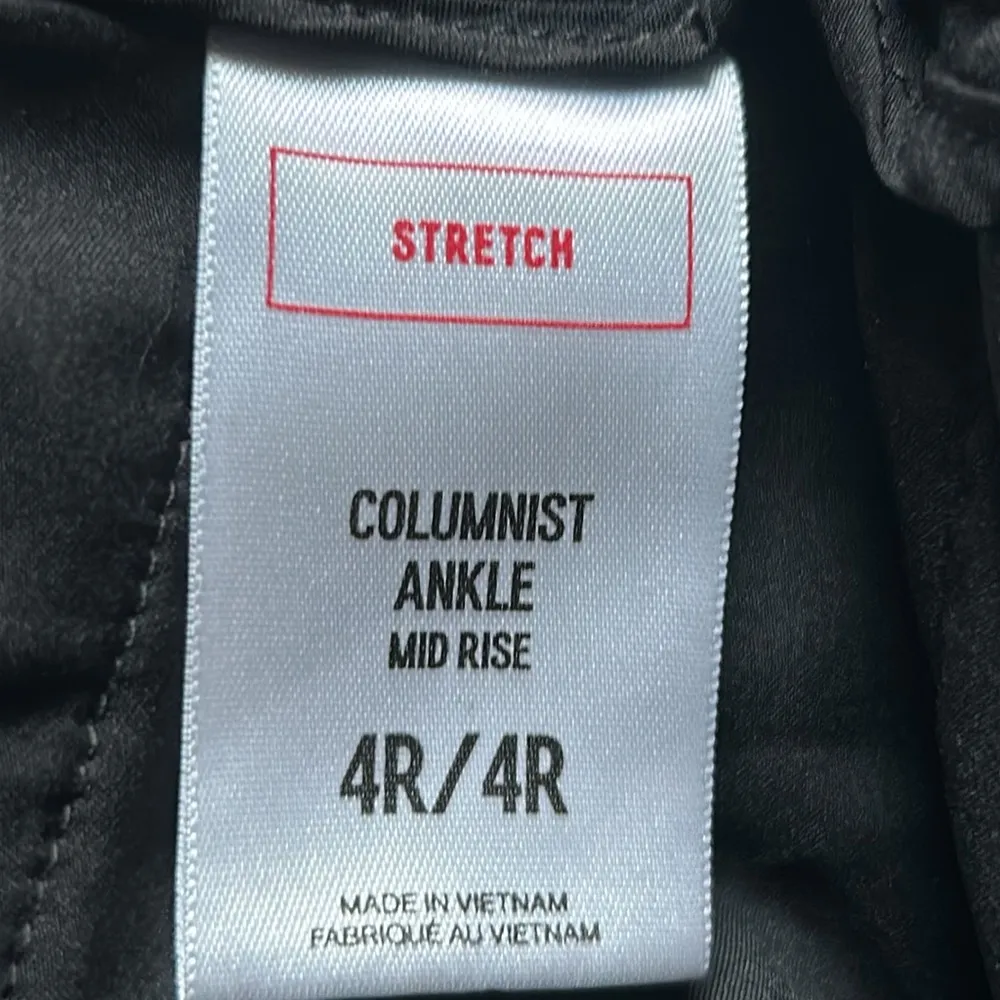 STRETCH
COLUMNIST
ANKLE
MID RISE
4R/4R
MADE IN VIETNAM
FABRIQUÉ AU VIETNAM